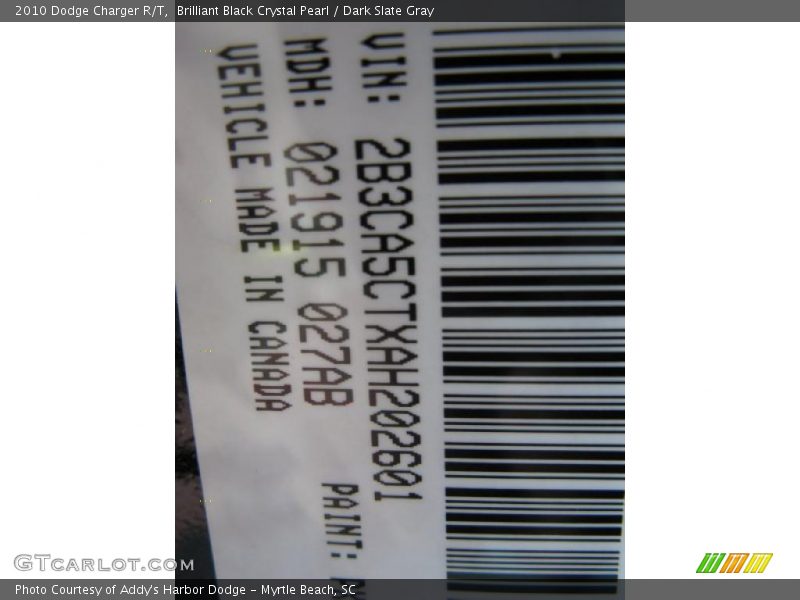 2010 Dodge Charger R/T, Brilliant Black Crystal Pearl / Dark Slate Gray
VIN: 2B3CA5CTXAH202601
MDH: 021915 027AB
PAINT:
VEHICLE MADE IN CANADA
GTCARLOT.COM
Photo Courtesy of Addy's Harbor Dodge - Myrtle Beach, SC